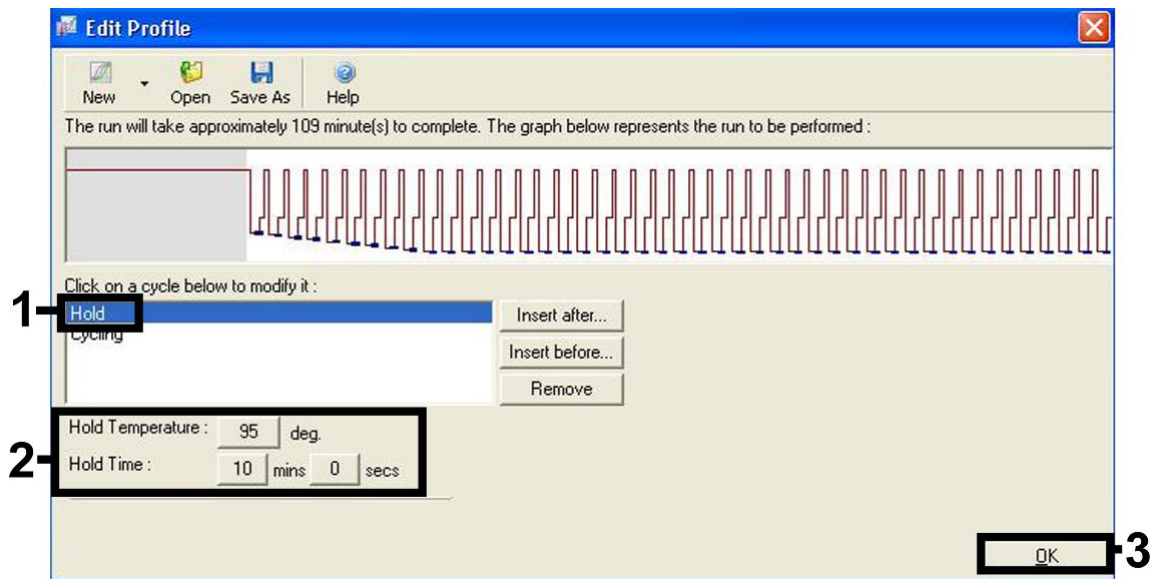 Edit Profile
New Open Save As Help
The run will take approximately 109 minute(s) to complete. The graph below represents the run to be performed :
Click on a cycle below to modify it :
1
Hold
Cycling
Insert after...
Insert before...
Remove
2
Hold Temperature : 95 deg.
Hold Time : 10 mins 0 secs
OK
3